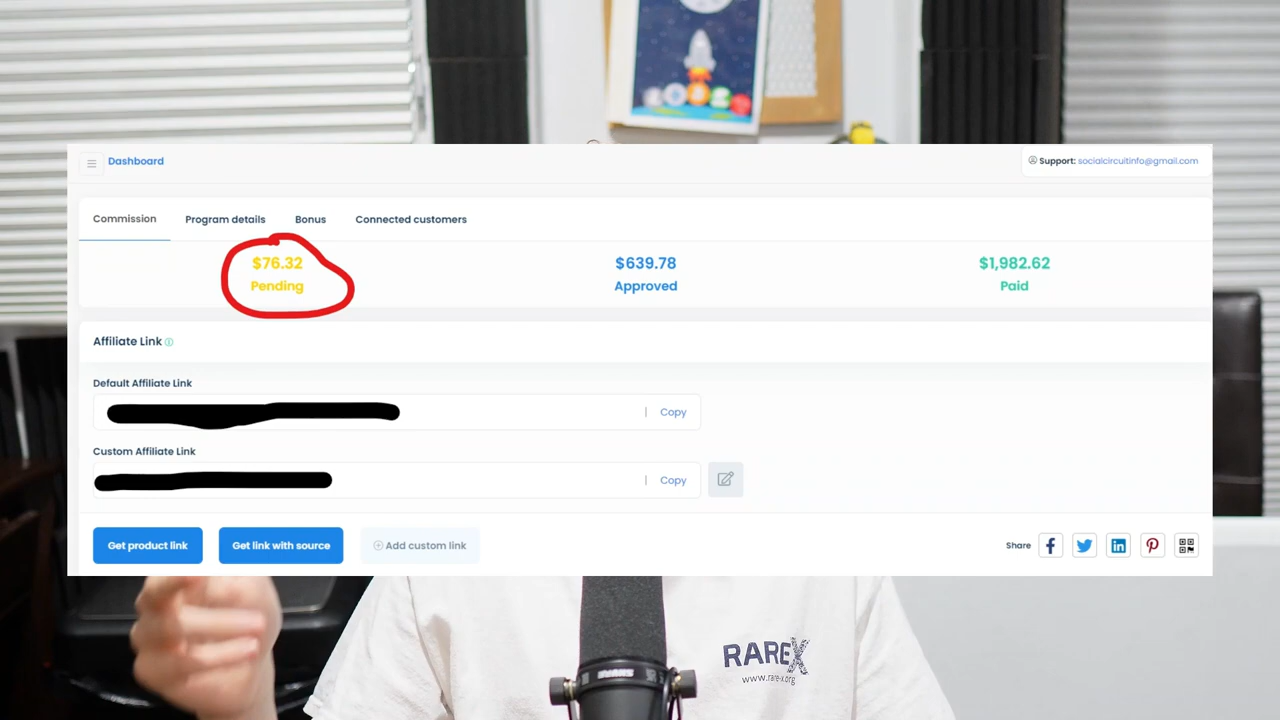 Dashboard
Support: socialcircuitinfo@gmail.com
Commission Program details Bonus Connected customers
$76.32 $639.78 $1,982.62
Pending Approved Paid
Affiliate Link
Default Affiliate Link
Copy
Custom Affiliate Link
Copy
Get product link Get link with source Add custom link
Share
RAREX
www.rare-x.org
SHURE